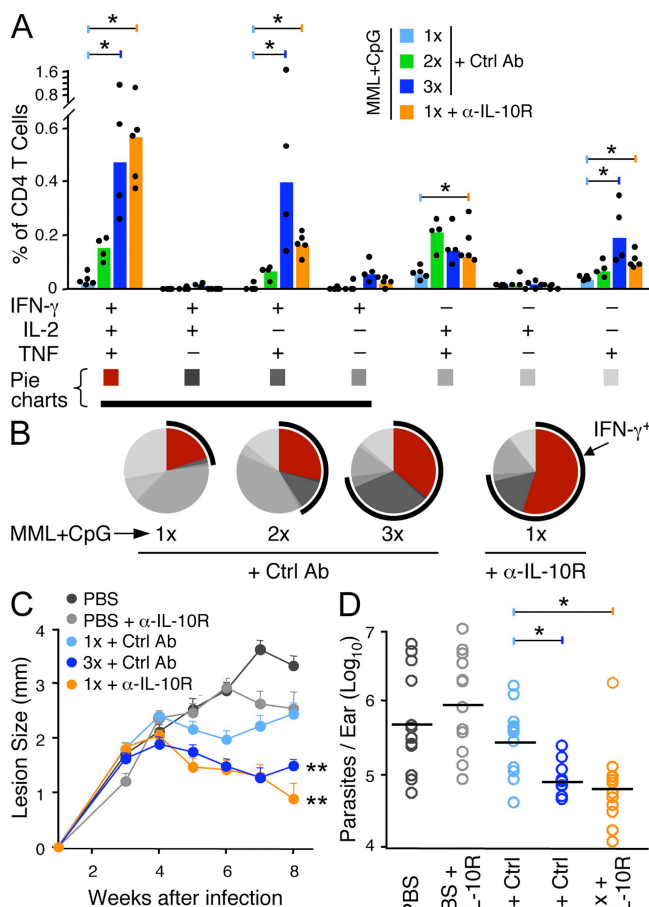 A
% of CD4 T Cells
1.6
1.2
0.8
0.6
0.4
0.2
0
* * * * * * *
MML+CpG
1x
2x
3x
+ Ctrl Ab
1x + α-IL-10R
IFN-γ + + + + − − −
IL-2 + + − − + + −
TNF + − + − + − +
Pie
charts
B
IFN-γ+
MML+CpG 1x 2x 3x 1x
+ Ctrl Ab + α-IL-10R
C
PBS
PBS + α-IL-10R
1x + Ctrl Ab
3x + Ctrl Ab
1x + α-IL-10R
Lesion Size (mm)
4
3
2
1
0
**
**
2 4 6 8
Weeks after infection
D
Parasites / Ear (Log10)
7
6
5
4
*
*
+ Ctrl
+ Ctrl